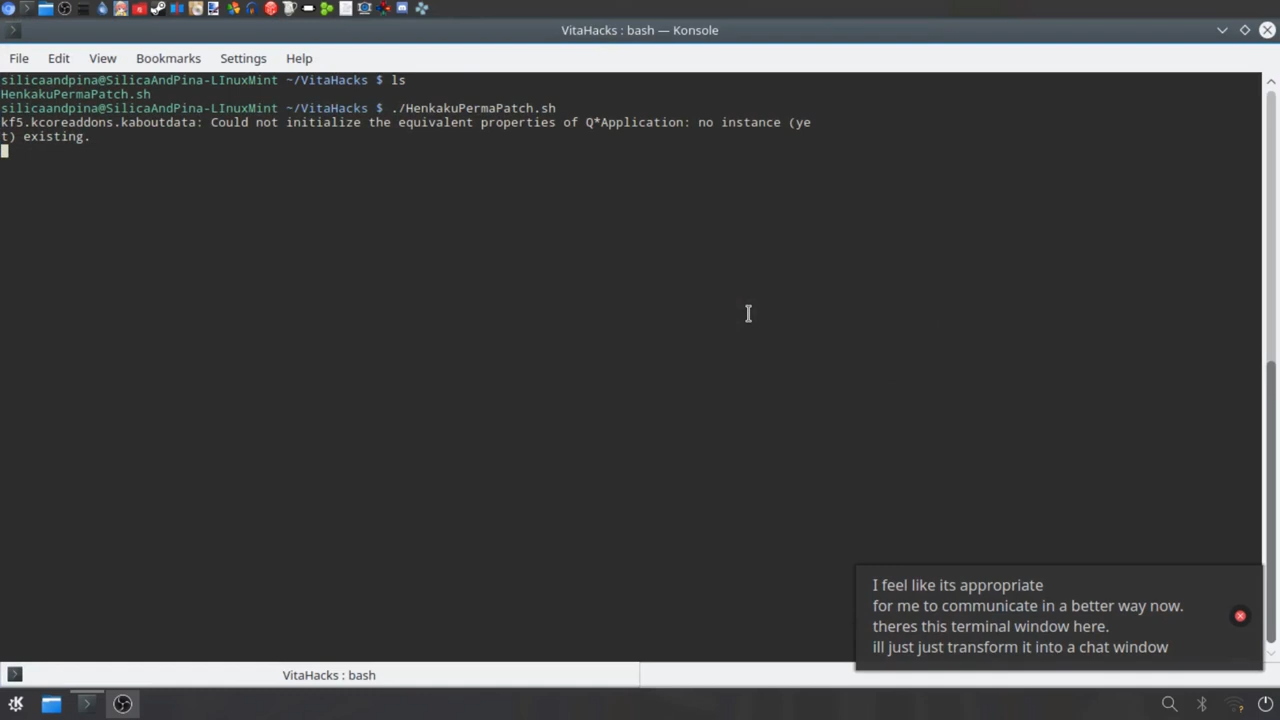 VitaHacks : bash — Konsole
File Edit View Bookmarks Settings Help
silicaandpina@SilicaAndPina-LInuxMint ~/VitaHacks $ ls
HenkakuPermaPatch.sh
silicaandpina@SilicaAndPina-LInuxMint ~/VitaHacks $ ./HenkakuPermaPatch.sh
kf5.kcoreaddons.kaboutdata: Could not initialize the equivalent properties of Q*Application: no instance (ye
t) existing.
I feel like its appropriate
for me to communicate in a better way now.
theres this terminal window here.
ill just just transform it into a chat window
VitaHacks : bash